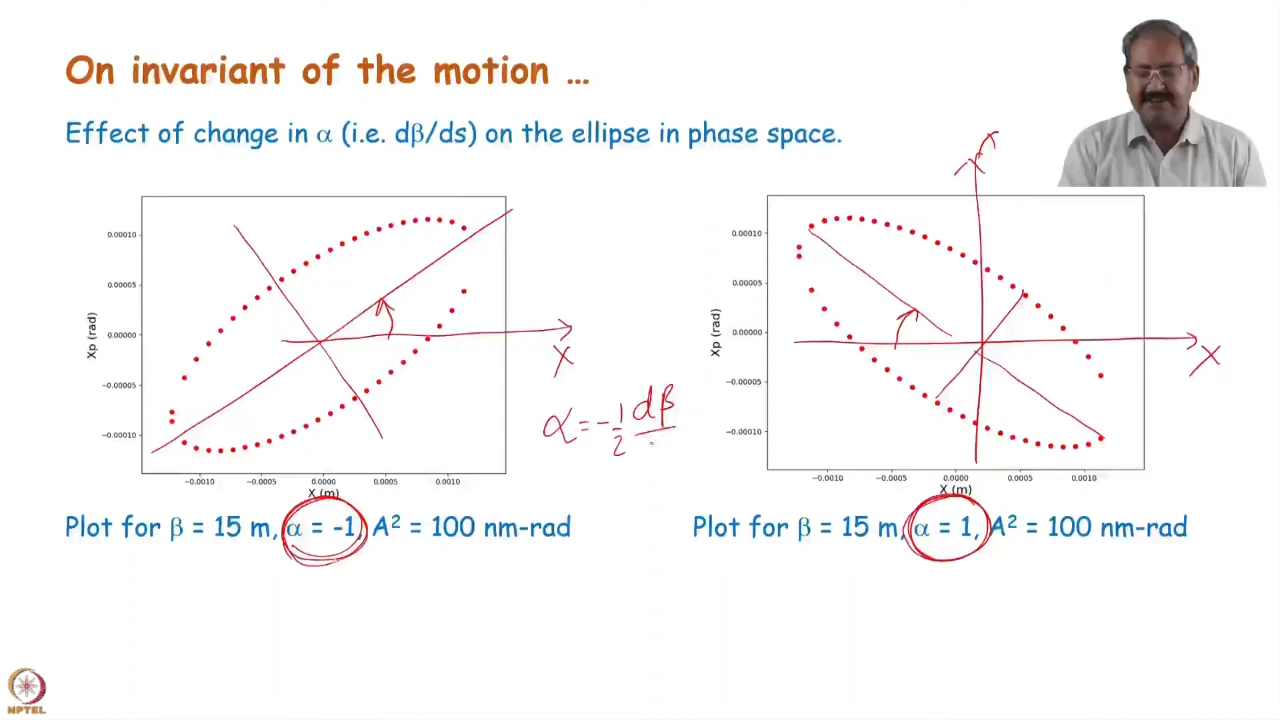 On invariant of the motion ...
Effect of change in α (i.e. dβ/ds) on the ellipse in phase space.
0.00010
0.00005
0.00000
−0.00005
−0.00010
Xp (rad)
−0.0010 −0.0005 0.0000 0.0005 0.0010
X (m)
X
α = -1/2 dβ
0.00010
0.00005
0.00000
−0.00005
−0.00010
Xp (rad)
−0.0010 −0.0005 0.0000 0.0005 0.0010
X (m)
X
Plot for β = 15 m, α = -1, A² = 100 nm-rad
Plot for β = 15 m, α = 1, A² = 100 nm-rad
NPTEL